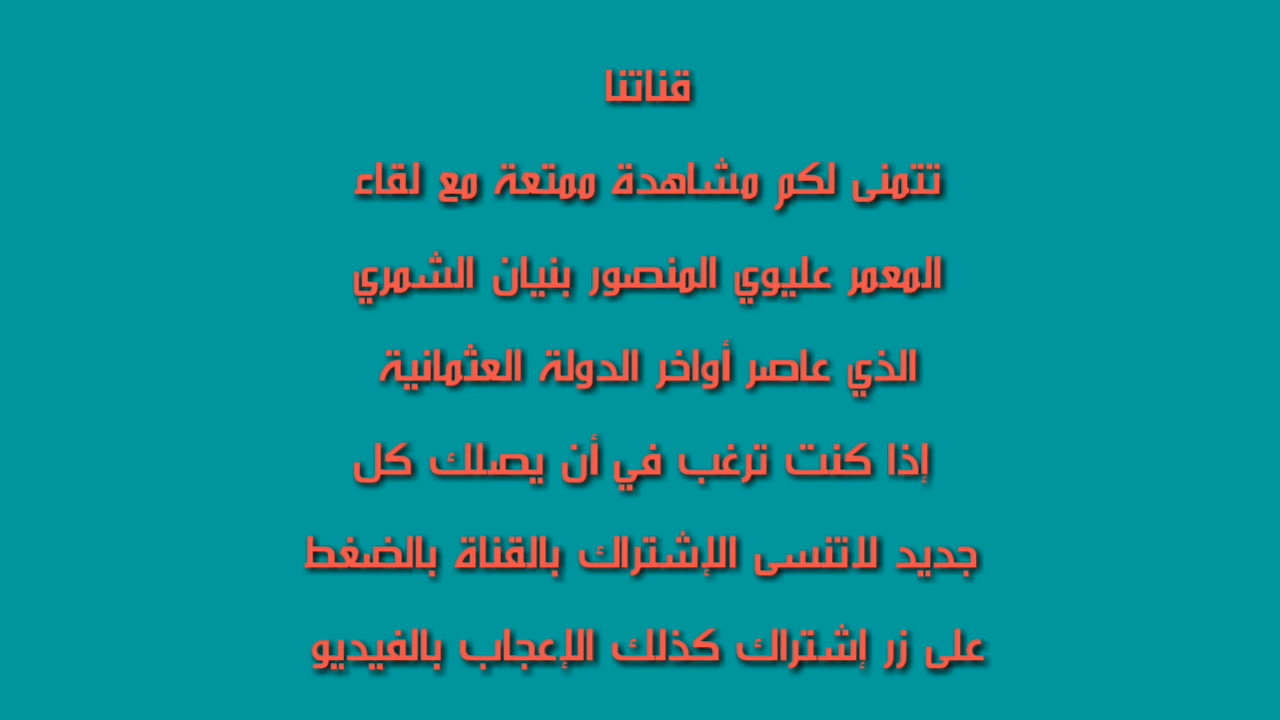 قناتنا
تتمنى لكم مشاهدة ممتعة مع لقاء
المعمر عليوي المنصور بنيان الشمري
الذي عاصر أواخر الدولة العثمانية
إذا كنت ترغب في أن يصلك كل
جديد لاتنسى الإشتراك بالقناة بالضغط
على زر إشتراك كذلك الإعجاب بالفيديو